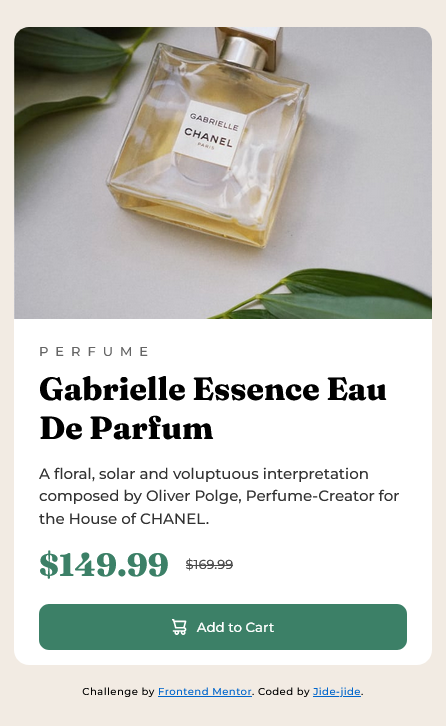 GABRIELLE
CHANEL
PARIS
PERFUME
Gabrielle Essence Eau
De Parfum
A floral, solar and voluptuous interpretation
composed by Oliver Polge, Perfume-Creator for
the House of CHANEL.
$149.99 $169.99
Add to Cart
Challenge by Frontend Mentor. Coded by Jide-jide.